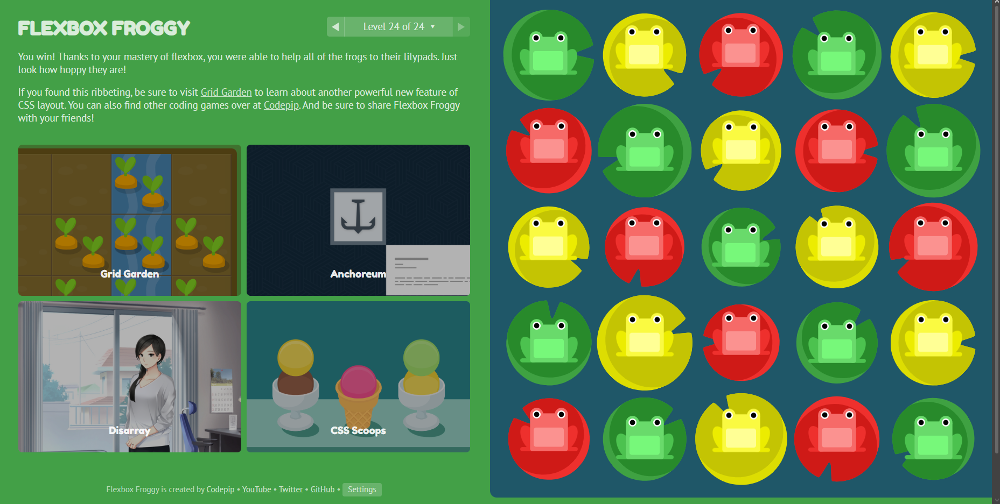 FLEXBOX FROGGY
Level 24 of 24
You win! Thanks to your mastery of flexbox, you were able to help all of the frogs to their lilypads. Just
look how hoppy they are!
If you found this ribbeting, be sure to visit Grid Garden to learn about another powerful new feature of
CSS layout. You can also find other coding games over at Codepip. And be sure to share Flexbox Froggy
with your friends!
Grid Garden
Anchoreum
Disarray
CSS Scoops
Flexbox Froggy is created by Codepip • YouTube • Twitter • GitHub • Settings